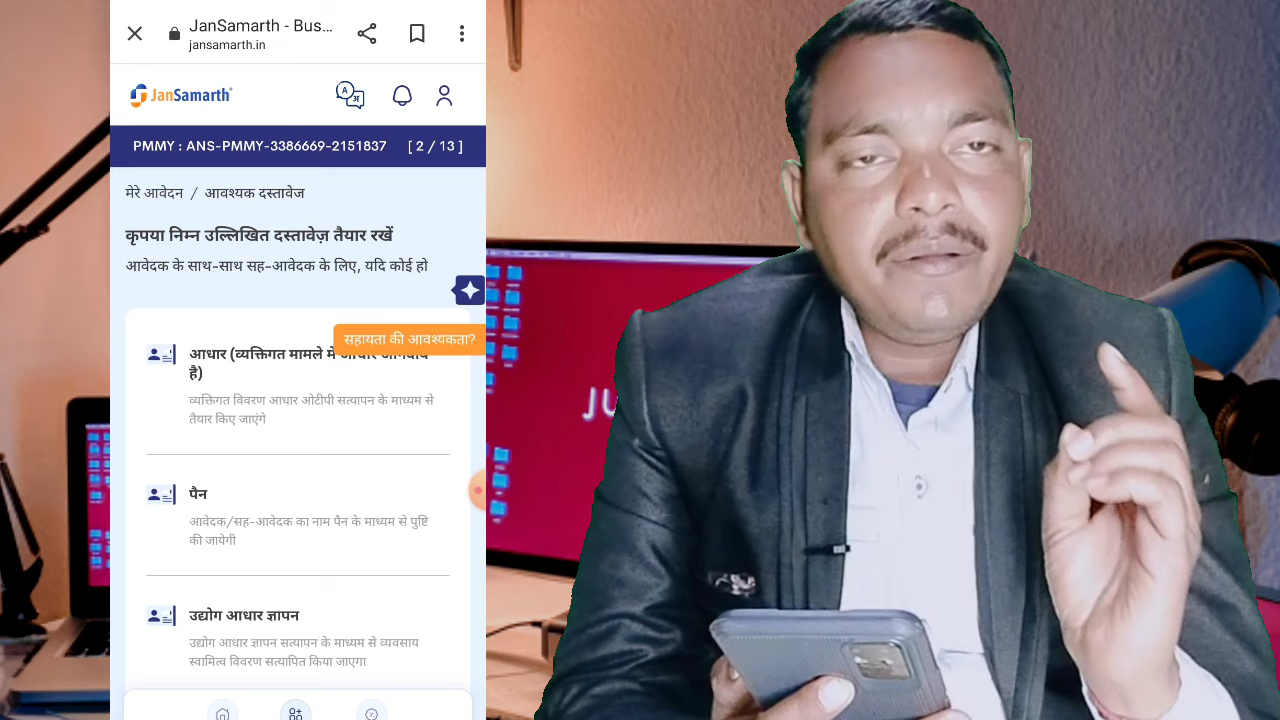 JanSamarth - Bus...
jansamarth.in
JanSamarth
PMMY : ANS-PMMY-3386669-2151837 [ 2 / 13 ]
मेरे आवेदन / आवश्यक दस्तावेज
कृपया निम्न उल्लिखित दस्तावेज़ तैयार रखें
आवेदक के साथ-साथ सह-आवेदक के लिए, यदि कोई हो
सहायता की आवश्यकता?
आधार (व्यक्तिगत मामले में आधार अनिवार्य
है)
व्यक्तिगत विवरण आधार ओटीपी सत्यापन के माध्यम से
तैयार किए जाएंगे
पैन
आवेदक/सह-आवेदक का नाम पैन के माध्यम से पुष्टि
की जायेगी
उद्योग आधार ज्ञापन
उद्योग आधार ज्ञापन सत्यापन के माध्यम से व्यवसाय
स्वामित्व विवरण सत्यापित किया जाएगा
JU